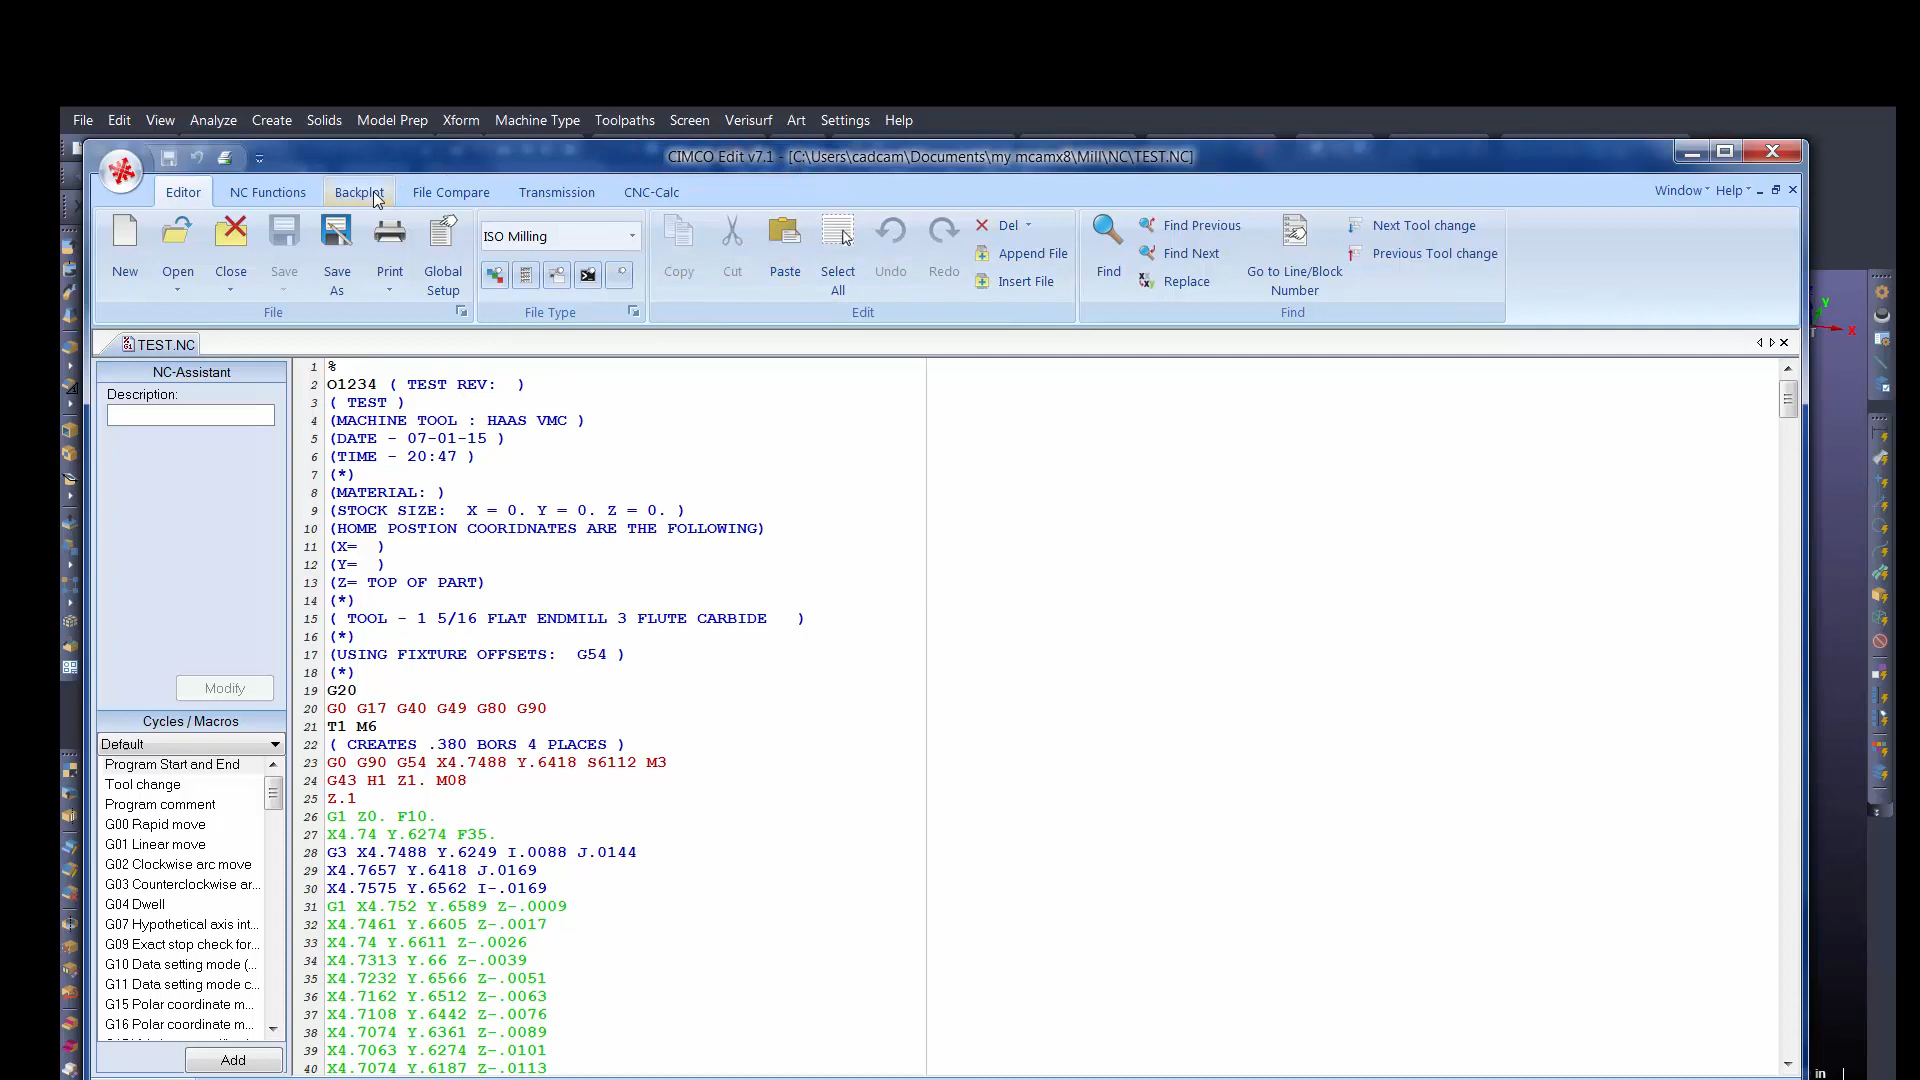 File Edit View Analyze Create Solids Model Prep Xform Machine Type Toolpaths Screen Verisurf Art Settings Help
CIMCO Edit v7.1 - [C:\Users\cadcam\Documents\my mcamx8\Mill\NC\TEST.NC]
Editor NC Functions Backplot File Compare Transmission CNC-Calc
Window Help
New Open Close Save Save As Print Global Setup
File
ISO Milling
File Type
Copy Cut Paste Select All Undo Redo
Del
Append File
Insert File
Edit
Find
Find Previous
Find Next
Replace
Go to Line/Block Number
Next Tool change
Previous Tool change
Find
TEST.NC
NC-Assistant
Description:
Modify
Cycles / Macros
Default
Program Start and End
Tool change
Program comment
G00 Rapid move
G01 Linear move
G02 Clockwise arc move
G03 Counterclockwise ar...
G04 Dwell
G07 Hypothetical axis int...
G09 Exact stop check for...
G10 Data setting mode (...
G11 Data setting mode c...
G15 Polar coordinate m...
G16 Polar coordinate m...
Add
1 %
2 O1234 ( TEST REV:  )
3 ( TEST )
4 (MACHINE TOOL : HAAS VMC )
5 (DATE - 07-01-15 )
6 (TIME - 20:47 )
7 (*)
8 (MATERIAL: )
9 (STOCK SIZE:  X = 0. Y = 0. Z = 0. )
10 (HOME POSTION COORIDNATES ARE THE FOLLOWING)
11 (X=  )
12 (Y=  )
13 (Z= TOP OF PART)
14 (*)
15 ( TOOL - 1 5/16 FLAT ENDMILL 3 FLUTE CARBIDE   )
16 (*)
17 (USING FIXTURE OFFSETS:  G54 )
18 (*)
19 G20
20 G0 G17 G40 G49 G80 G90
21 T1 M6
22 ( CREATES .380 BORS 4 PLACES )
23 G0 G90 G54 X4.7488 Y.6418 S6112 M3
24 G43 H1 Z1. M08
25 Z.1
26 G1 Z0. F10.
27 X4.74 Y.6274 F35.
28 G3 X4.7488 Y.6249 I.0088 J.0144
29 X4.7657 Y.6418 J.0169
30 X4.7575 Y.6562 I-.0169
31 G1 X4.752 Y.6589 Z-.0009
32 X4.7461 Y.6605 Z-.0017
33 X4.74 Y.6611 Z-.0026
34 X4.7313 Y.66 Z-.0039
35 X4.7232 Y.6566 Z-.0051
36 X4.7162 Y.6512 Z-.0063
37 X4.7108 Y.6442 Z-.0076
38 X4.7074 Y.6361 Z-.0089
39 X4.7063 Y.6274 Z-.0101
40 X4.7074 Y.6187 Z-.0113
Y
X
in